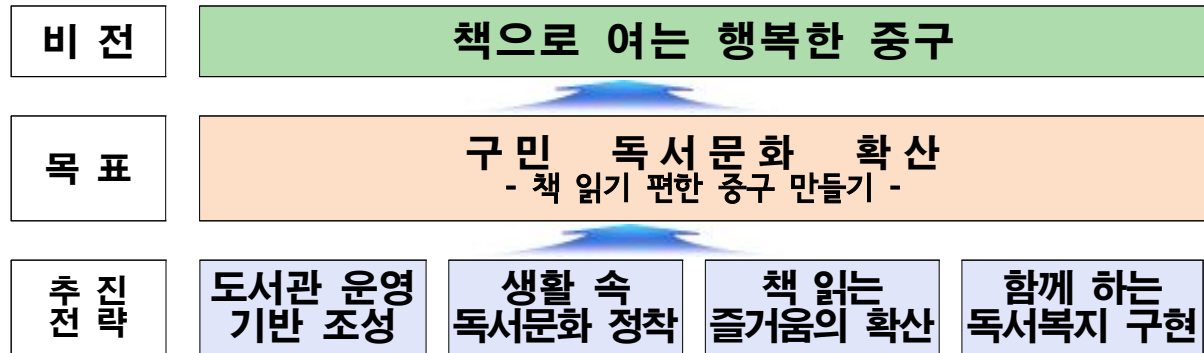 비 전
책으로 여는 행복한 중구
목 표
구민 독서문화 확산
- 책 읽기 편한 중구 만들기 -
추 진
전 략
도서관 운영
기반 조성
생활 속
독서문화 정착
책 읽는
즐거움의 확산
함께 하는
독서복지 구현